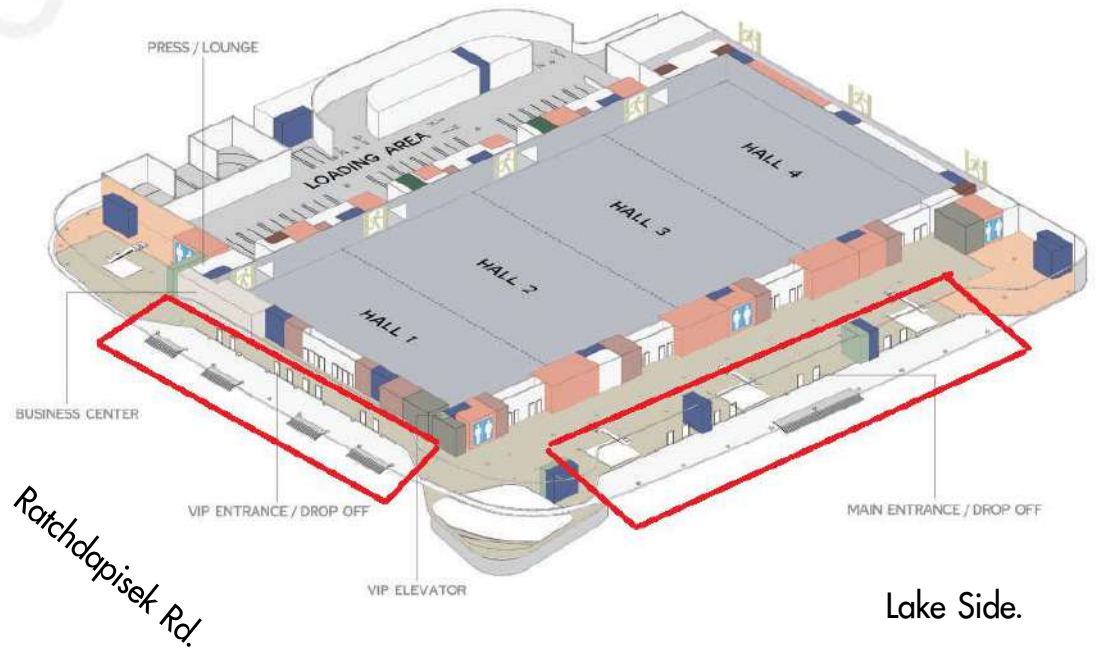 PRESS / LOUNGE
LOADING AREA
HALL 4
HALL 3
HALL 2
HALL 1
BUSINESS CENTER
VIP ENTRANCE / DROP OFF
MAIN ENTRANCE / DROP OFF
VIP ELEVATOR
Ratchdapisek Rd.
Lake Side.